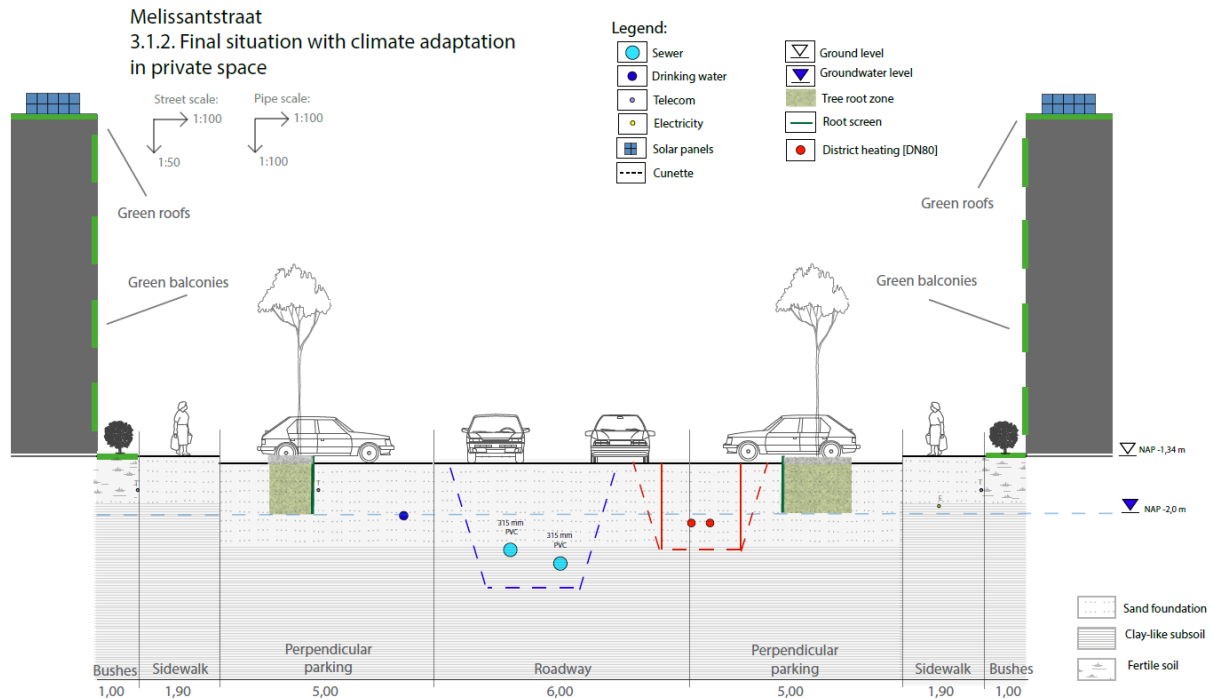 Melissantstraat
3.1.2. Final situation with climate adaptation
in private space
Street scale:
1:100
1:50
Pipe scale:
1:100
1:100
Legend:
Sewer
Drinking water
Telecom
Electricity
Solar panels
Cunette
Ground level
Groundwater level
Tree root zone
Root screen
District heating [DN80]
Green roofs
Green balconies
Green roofs
Green balconies
NAP -1,34 m
T
T
E
T
NAP -2,0 m
315 mm
PVC
315 mm
PVC
Sand foundation
Clay-like subsoil
Fertile soil
Bushes
Sidewalk
Perpendicular
parking
Roadway
Perpendicular
parking
Sidewalk
Bushes
1,00
1,90
5,00
6,00
5,00
1,90
1,00